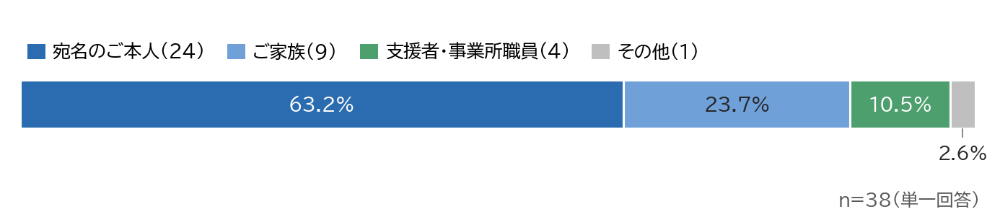 宛名のご本人（24） ご家族（9） 支援者・事業所職員（4） その他（1）
63.2% 23.7% 10.5%
2.6%
n=38（単一回答）